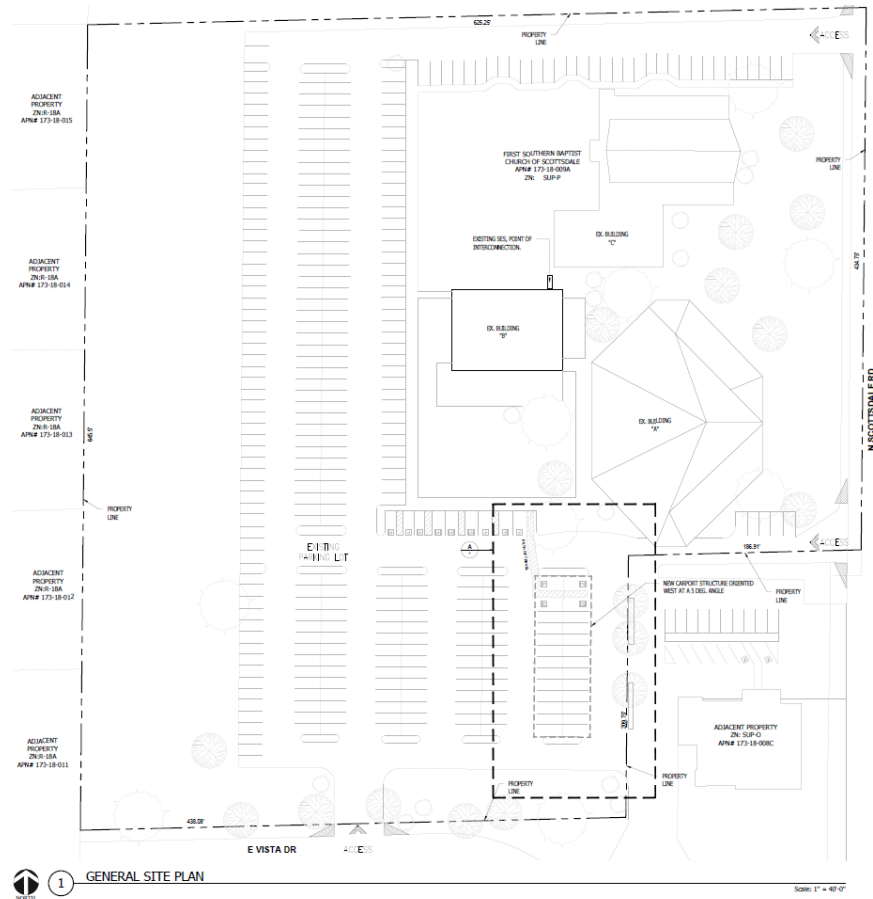 625.25'
PROPERTY
LINE
ACCESS
ADJACENT
PROPERTY
ZN:R-18A
APN# 173-18-015
FIRST SOUTHERN BAPTIST
CHURCH OF SCOTTSDALE
APN# 173-18-009A
ZN: SUP-P
PROPERTY
LINE
EX. BUILDING
"C"
EXISTING SES, POINT OF
INTERCONNECTION.
ADJACENT
PROPERTY
ZN:R-18A
APN# 173-18-014
EX. BUILDING
"B"
N SCOTTSDALE RD
ADJACENT
PROPERTY
ZN:R-18A
APN# 173-18-013
EX. BUILDING
"A"
PROPERTY
LINE
EXISTING
PARKING LOT
A
ACCESS
186.91'
NEW CARPORT STRUCTURE ORIENTED
WEST AT A 5 DEG. ANGLE
PROPERTY
LINE
ADJACENT
PROPERTY
ZN:R-18A
APN# 173-18-012
ADJACENT PROPERTY
ZN: SUP-O
APN# 173-18-008C
ADJACENT
PROPERTY
ZN:R-18A
APN# 173-18-011
PROPERTY
LINE
PROPERTY
LINE
438.08'
E VISTA DR
ACCESS
NORTH
1
GENERAL SITE PLAN
Scale: 1" = 40'-0"